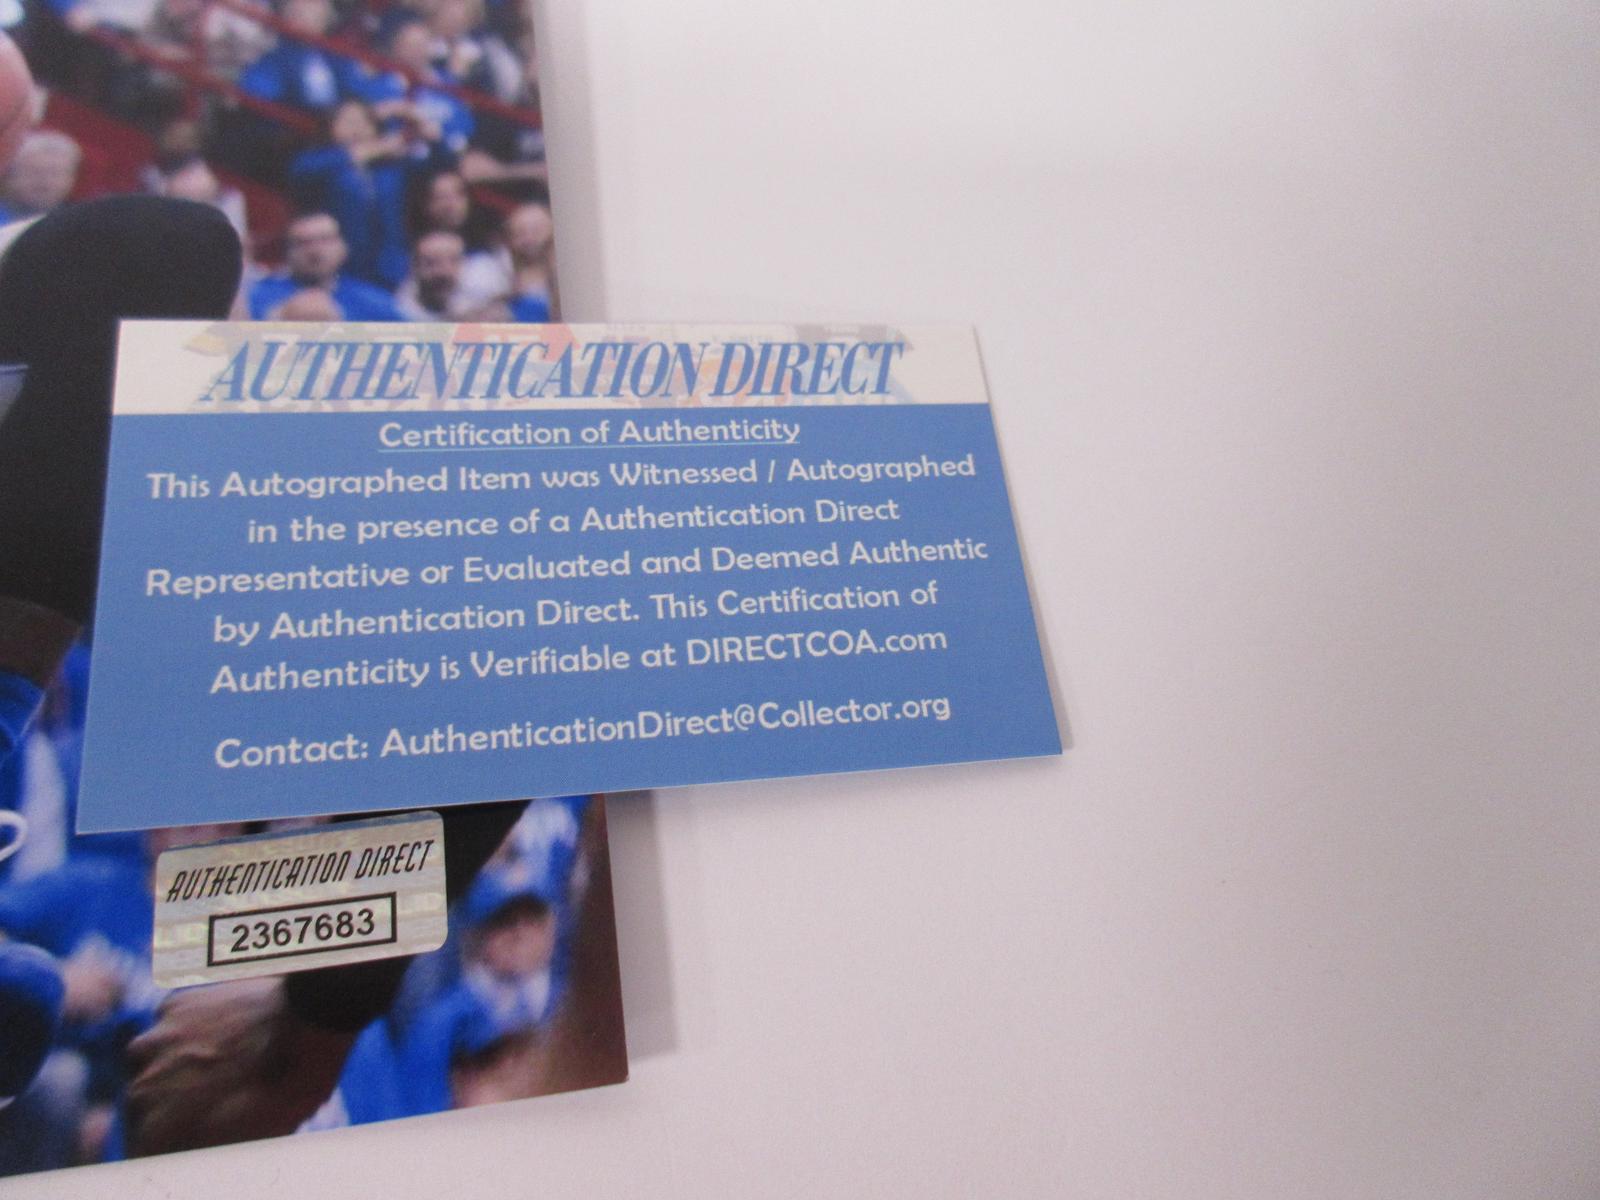 AUTHENTICATION DIRECT
Certification of Authenticity
This Autographed Item was Witnessed / Autographed
in the presence of a Authentication Direct
Representative or Evaluated and Deemed Authentic
by Authentication Direct. This Certification of
Authenticity is Verifiable at DIRECTCOA.com
Contact: AuthenticationDirect@Collector.org
AUTHENTICATION DIRECT
2367683